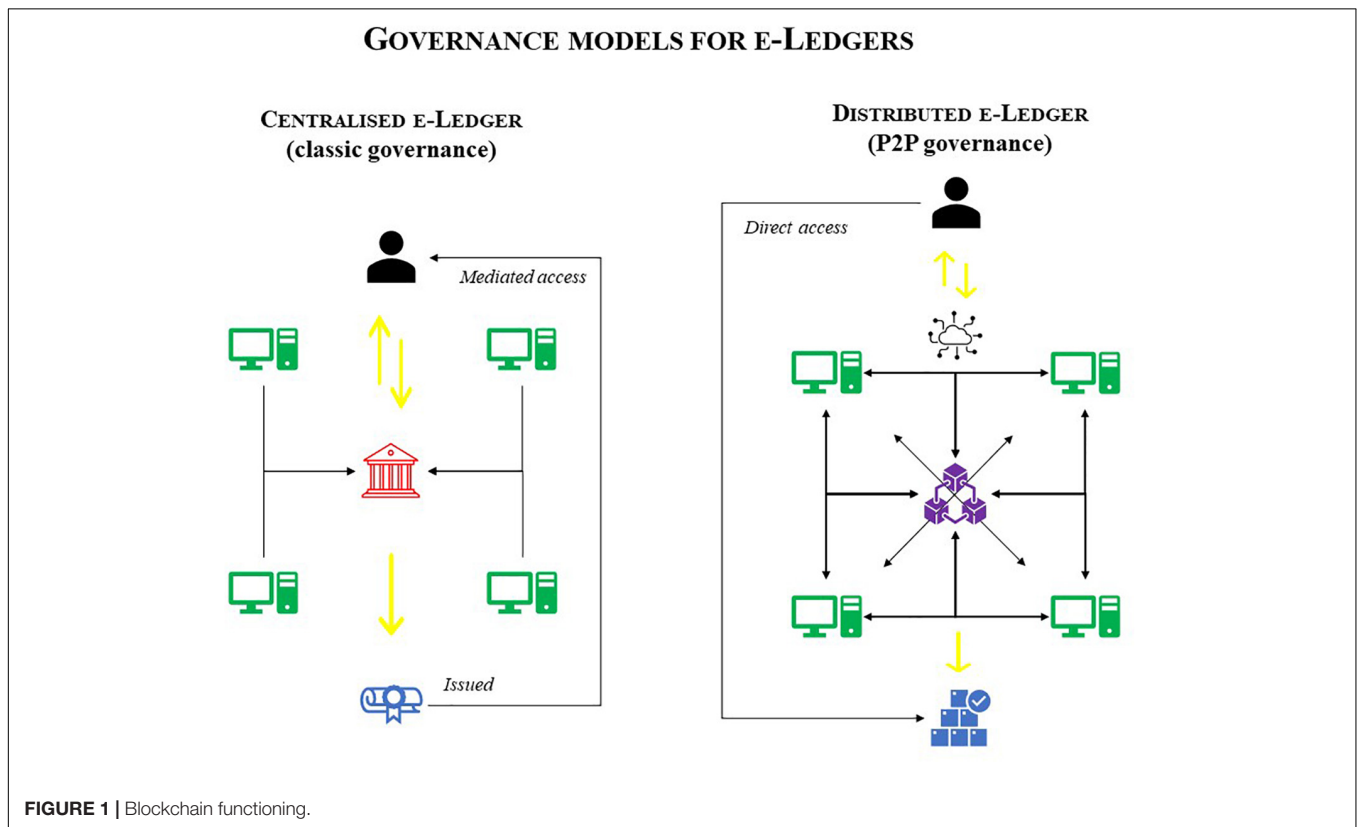 GOVERNANCE MODELS FOR E-LEDGERS
CENTRALISED E-LEDGER
(classic governance)
Mediated access
Issued
DISTRIBUTED E-LEDGER
(P2P governance)
Direct access
FIGURE 1 | Blockchain functioning.